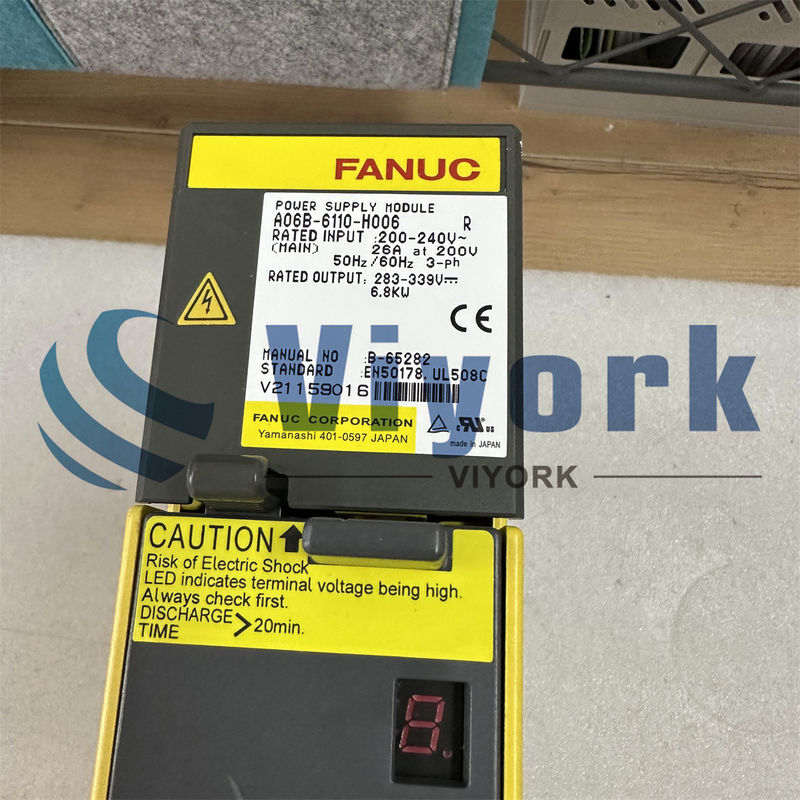 FANUC
POWER SUPPLY MODULE
A06B-6110-H006 R
RATED INPUT :200-240V~
(MAIN) 26A at 200V
50Hz/60Hz 3-ph
RATED OUTPUT: 283-339V⎓
6.8KW
CE
MANUAL NO :B-65282
STANDARD :EN50178,UL508C
V21159016
FANUC CORPORATION
Yamanashi 401-0597 JAPAN
c RU us
made in JAPAN
Viyork
VIYORK
CAUTION
Risk of Electric Shock
LED indicates terminal voltage being high.
Always check first.
DISCHARGE
TIME >20min.
8.